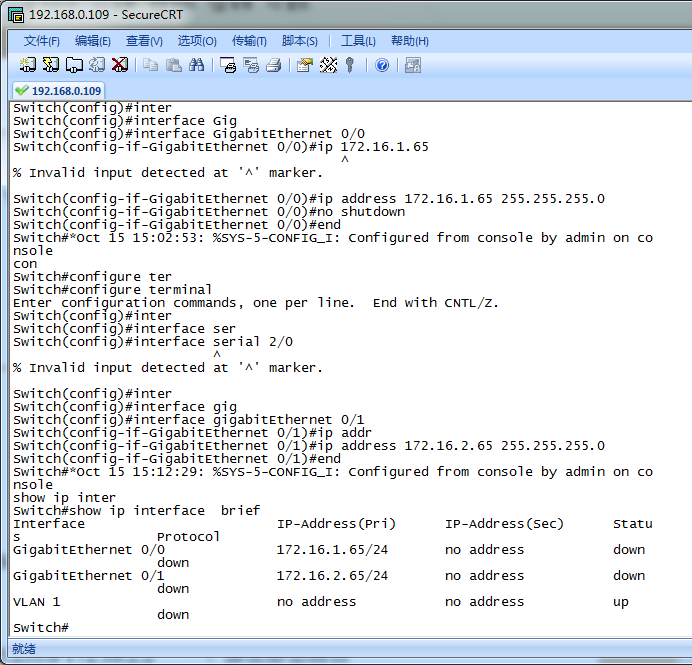 192.168.0.109 - SecureCRT
文件(F) 编辑(E) 查看(V) 选项(O) 传输(T) 脚本(S) 工具(L) 帮助(H)
192.168.0.109
Switch(config)#inter
Switch(config)#interface Gig
Switch(config)#interface GigabitEthernet 0/0
Switch(config-if-GigabitEthernet 0/0)#ip 172.16.1.65
^
% Invalid input detected at '^' marker.
Switch(config-if-GigabitEthernet 0/0)#ip address 172.16.1.65 255.255.255.0
Switch(config-if-GigabitEthernet 0/0)#no shutdown
Switch(config-if-GigabitEthernet 0/0)#end
Switch#*Oct 15 15:02:53: %SYS-5-CONFIG_I: Configured from console by admin on co
nsole
con
Switch#configure ter
Switch#configure terminal
Enter configuration commands, one per line.  End with CNTL/Z.
Switch(config)#inter
Switch(config)#interface ser
Switch(config)#interface serial 2/0
^
% Invalid input detected at '^' marker.
Switch(config)#inter
Switch(config)#interface gig
Switch(config)#interface gigabitEthernet 0/1
Switch(config-if-GigabitEthernet 0/1)#ip addr
Switch(config-if-GigabitEthernet 0/1)#ip address 172.16.2.65 255.255.255.0
Switch(config-if-GigabitEthernet 0/1)#end
Switch#*Oct 15 15:12:29: %SYS-5-CONFIG_I: Configured from console by admin on co
nsole
show ip inter
Switch#show ip interface  brief
Interface IP-Address(Pri) IP-Address(Sec) Statu
s Protocol
GigabitEthernet 0/0 172.16.1.65/24 no address down
down
GigabitEthernet 0/1 172.16.2.65/24 no address down
down
VLAN 1 no address no address up
down
Switch#
就绪